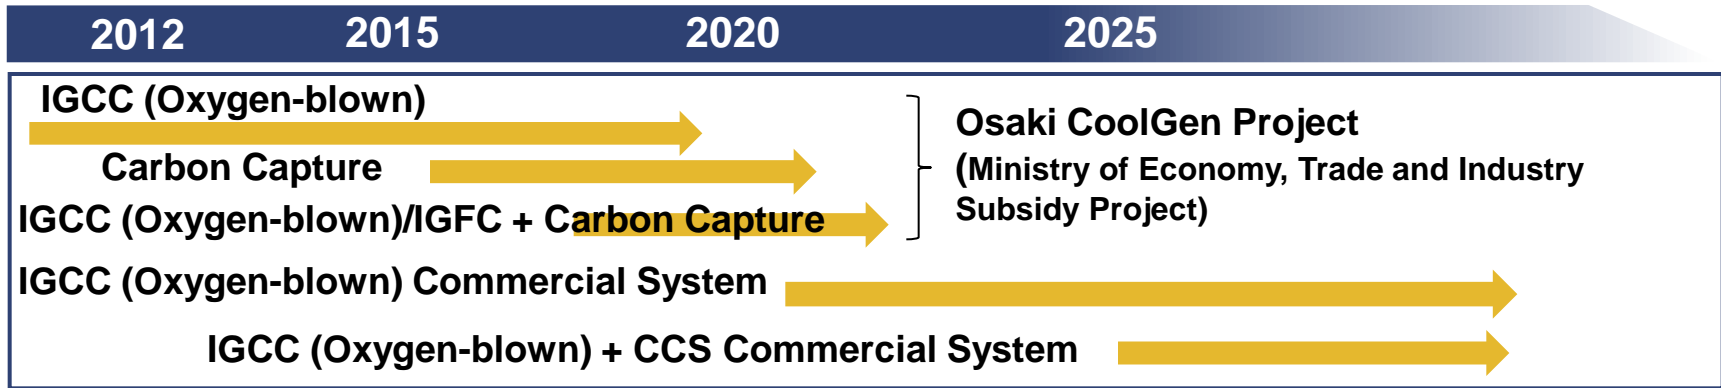 2012 2015 2020 2025
IGCC (Oxygen-blown)
Carbon Capture
IGCC (Oxygen-blown)/IGFC + Carbon Capture
Osaki CoolGen Project
(Ministry of Economy, Trade and Industry
Subsidy Project)
IGCC (Oxygen-blown) Commercial System
IGCC (Oxygen-blown) + CCS Commercial System